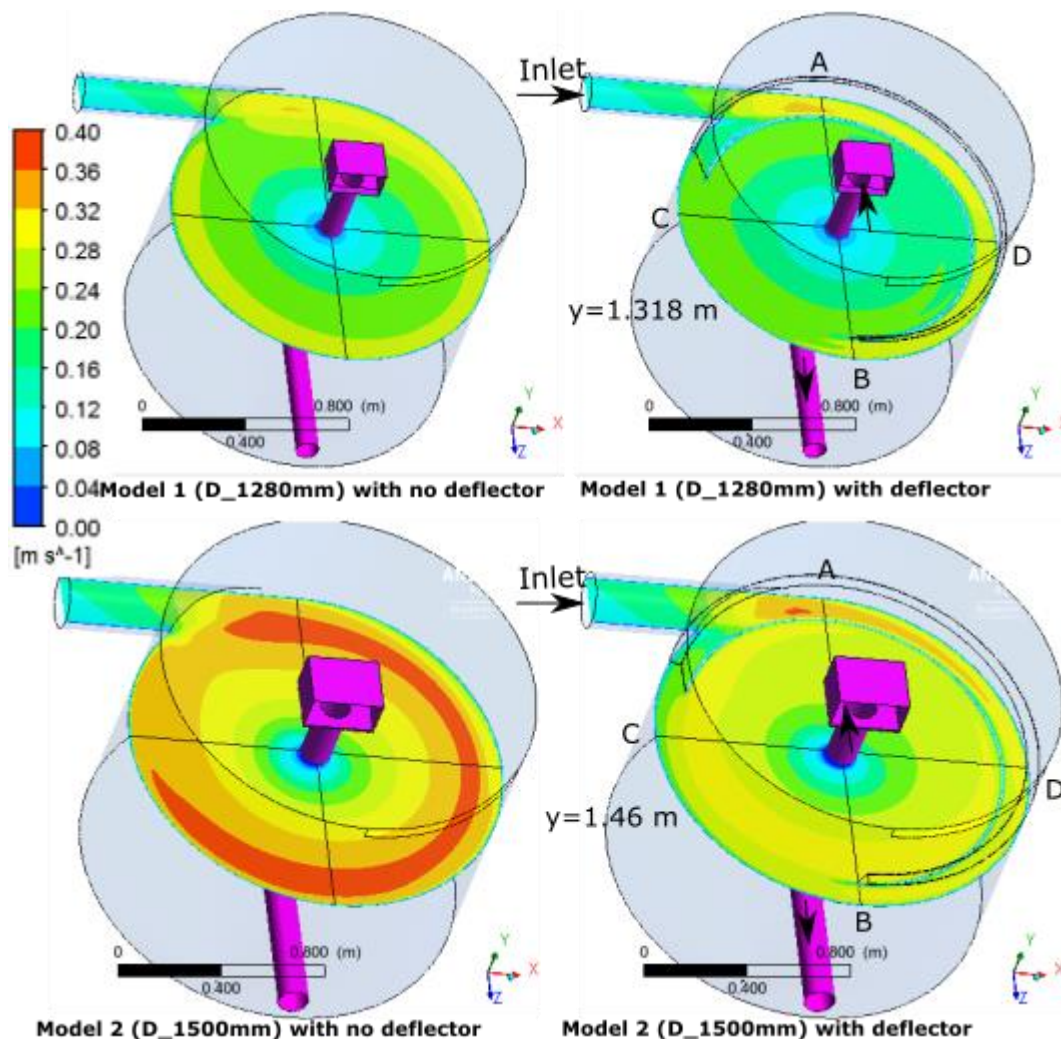 Inlet
A
C
D
y=1.318 m
B
0.40
0.36
0.32
0.28
0.24
0.20
0.16
0.12
0.08
0.04
0.00
[m s^-1]
0 0.800 (m)
0.400
Y
X
Z
0 0.800 (m)
0.400
Y
X
Z
Model 1 (D_1280mm) with no deflector
Model 1 (D_1280mm) with deflector
Inlet
A
C
D
y=1.46 m
B
0 0.800 (m)
0.400
Y
X
Z
0 0.800 (m)
0.400
Y
X
Z
Model 2 (D_1500mm) with no deflector
Model 2 (D_1500mm) with deflector